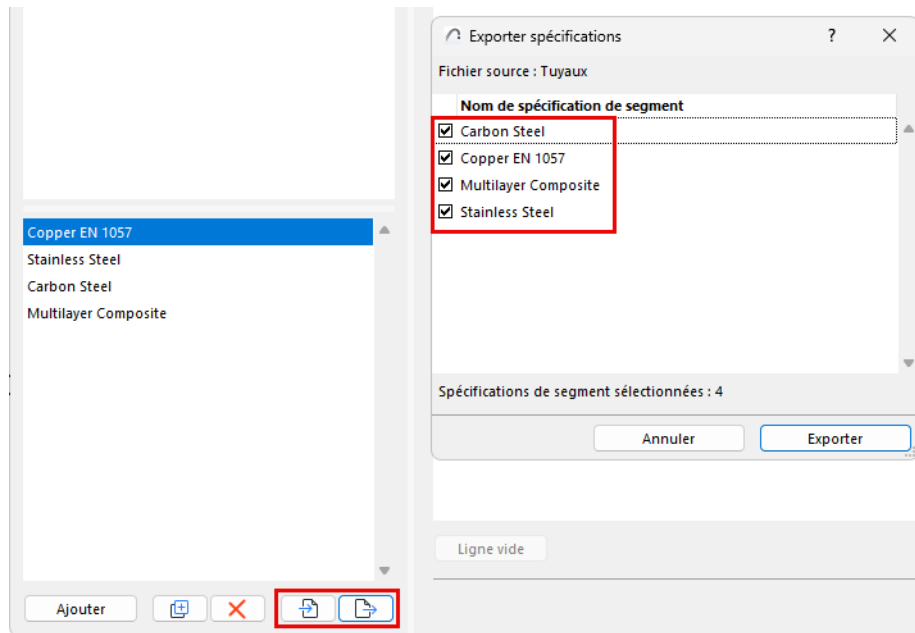 Copper EN 1057
Stainless Steel
Carbon Steel
Multilayer Composite
Ajouter
Exporter spécifications
?
Fichier source : Tuyaux
Nom de spécification de segment
Carbon Steel
Copper EN 1057
Multilayer Composite
Stainless Steel
Spécifications de segment sélectionnées : 4
Annuler
Exporter
Ligne vide